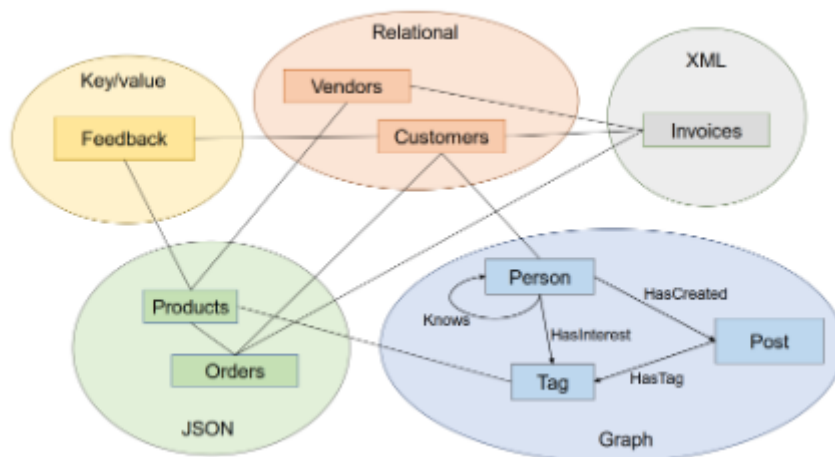 Relational
Key/value
XML
Vendors
Feedback
Customers
Invoices
Products
Person
HasCreated
Knows
HasInterest
Post
Orders
Tag
HasTag
JSON
Graph